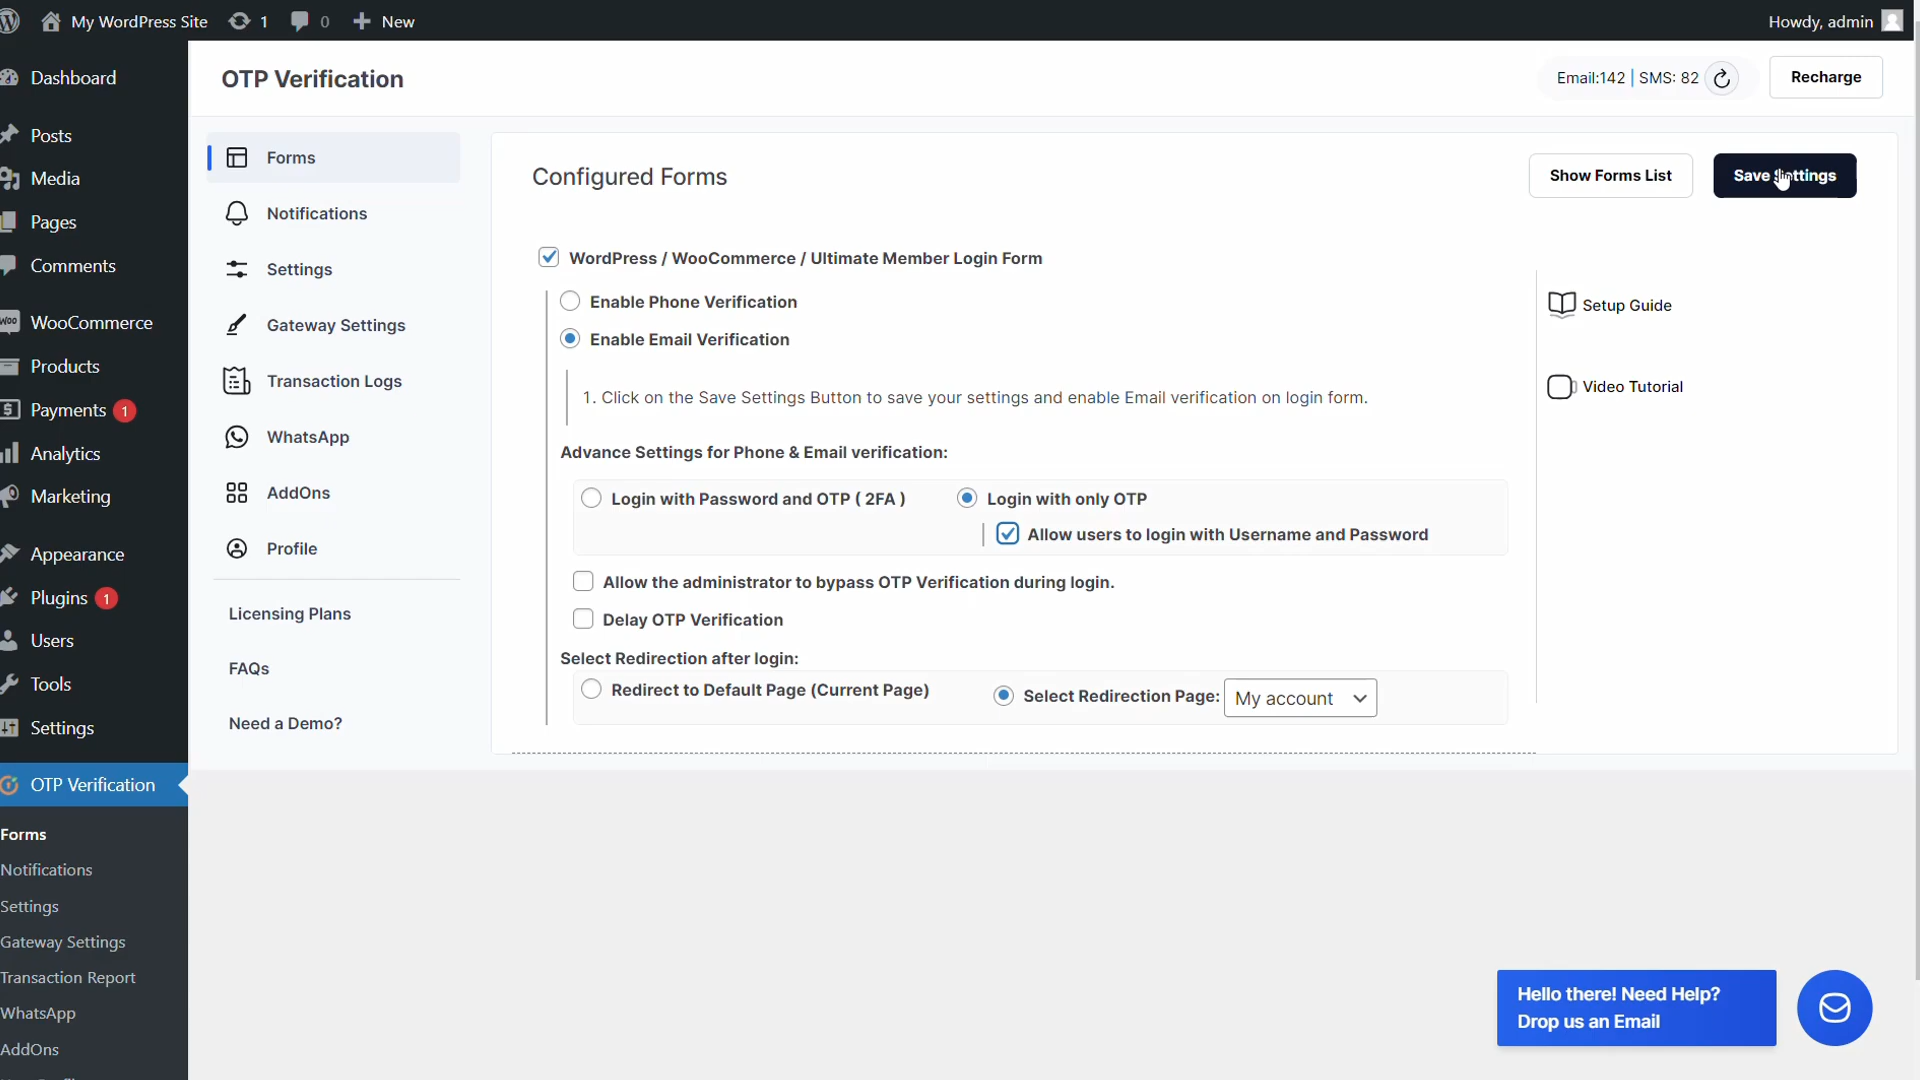 My WordPress Site 1 0 New
Howdy, admin
Dashboard
Posts
Media
Pages
Comments
WOO WooCommerce
Products
Payments 1
Analytics
Marketing
Appearance
Plugins 1
Users
Tools
Settings
OTP Verification
Forms
Notifications
Settings
Gateway Settings
Transaction Report
WhatsApp
AddOns
OTP Verification
Email:142 | SMS: 82
Recharge
Forms
Notifications
Settings
Gateway Settings
Transaction Logs
WhatsApp
AddOns
Profile
Licensing Plans
FAQs
Need a Demo?
Configured Forms
Show Forms List
Save Settings
WordPress / WooCommerce / Ultimate Member Login Form
Enable Phone Verification
Enable Email Verification
1. Click on the Save Settings Button to save your settings and enable Email verification on login form.
Advance Settings for Phone & Email verification:
Login with Password and OTP ( 2FA )
Login with only OTP
Allow users to login with Username and Password
Allow the administrator to bypass OTP Verification during login.
Delay OTP Verification
Select Redirection after login:
Redirect to Default Page (Current Page)
Select Redirection Page: My account
Setup Guide
Video Tutorial
Hello there! Need Help?
Drop us an Email